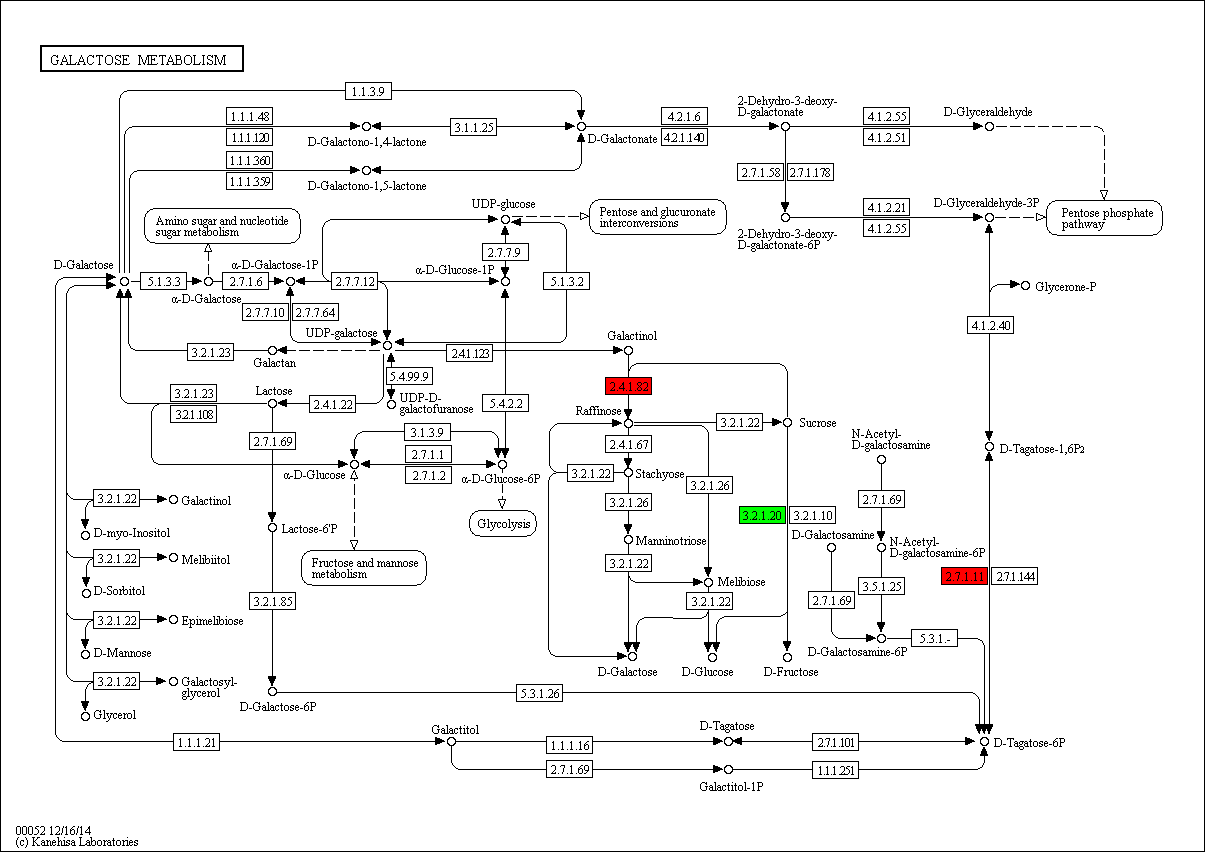 GALACTOSE METABOLISM
1.1.3.9
1.1.1.48
1.1.1.120
D-Galactono-1,4-lactone
3.1.1.25
D-Galactonate
4.2.1.6
4.2.1.140
2-Dehydro-3-deoxy-
D-galactonate
4.1.2.55
4.1.2.51
D-Glyceraldehyde
1.1.1.360
1.1.1.359
D-Galactono-1,5-lactone
2.7.1.58
2.7.1.178
Amino sugar and nucleotide
sugar metabolism
UDP-glucose
Pentose and glucuronate
interconversions
2-Dehydro-3-deoxy-
D-galactonate-6P
4.1.2.21
4.1.2.55
D-Glyceraldehyde-3P
Pentose phosphate
pathway
2.7.7.9
D-Galactose
5.1.3.3
α-D-Galactose
2.7.1.6
α-D-Galactose-1P
2.7.7.12
α-D-Glucose-1P
5.1.3.2
Glycerone-P
2.7.7.10
2.7.7.64
4.1.2.40
UDP-galactose
3.2.1.23
Galactan
2.4.1.123
Galactinol
5.4.99.9
UDP-D-
galactofuranose
2.4.1.82
3.2.1.23
3.2.1.108
Lactose
2.4.1.22
5.4.2.2
Raffinose
3.2.1.22
Sucrose
2.7.1.69
3.1.3.9
2.7.1.1
2.7.1.2
α-D-Glucose
α-D-Glucose-6P
2.4.1.67
3.2.1.22
Stachyose
3.2.1.26
N-Acetyl-
D-galactosamine
D-Tagatose-1,6P2
3.2.1.22
Galactinol
D-myo-Inositol
3.2.1.26
2.7.1.69
3.2.1.20
3.2.1.10
Lactose-6'P
Glycolysis
Manninotriose
D-Galactosamine
N-Acetyl-
D-galactosamine-6P
3.2.1.22
Melibiitol
D-Sorbitol
Fructose and mannose
metabolism
3.2.1.22
Melibiose
2.7.1.11
2.7.1.144
3.5.1.25
3.2.1.85
3.2.1.22
2.7.1.69
3.2.1.22
Epimelibiose
D-Mannose
5.3.1.-
D-Galactosamine-6P
D-Galactose
D-Glucose
D-Fructose
3.2.1.22
Galactosyl-
glycerol
Glycerol
D-Galactose-6P
5.3.1.26
1.1.1.21
Galactitol
1.1.1.16
D-Tagatose
2.7.1.101
D-Tagatose-6P
2.7.1.69
Galactitol-1P
1.1.1.251
00052 12/16/14
(c) Kanehisa Laboratories